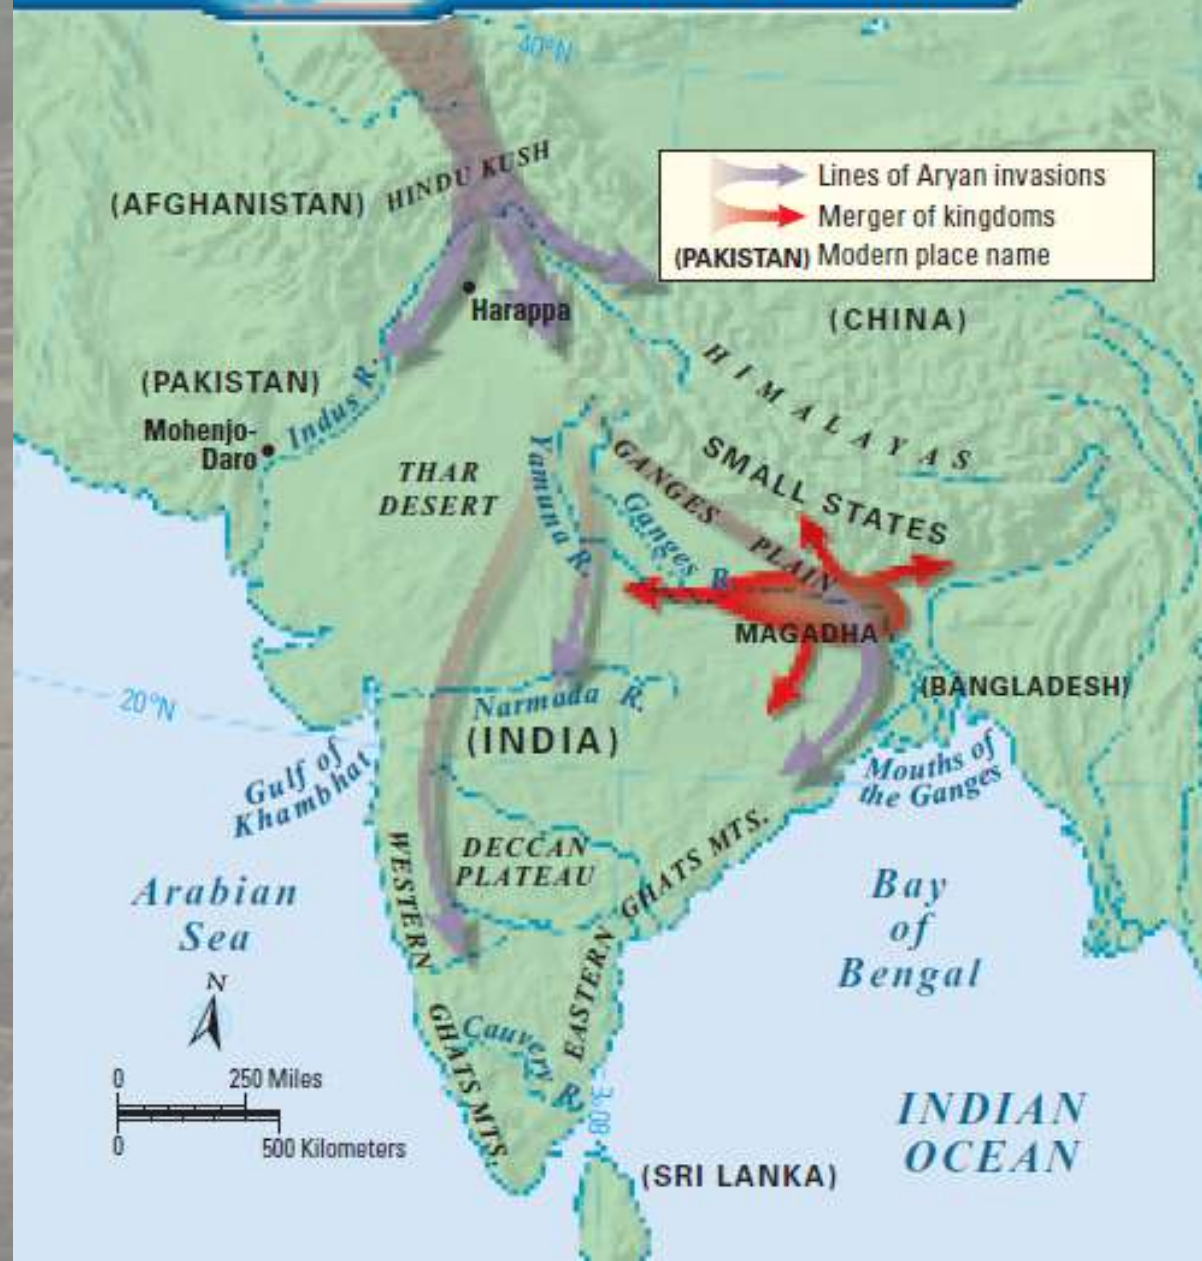 40°N
Lines of Aryan invasions
Merger of kingdoms
(PAKISTAN) Modern place name
(AFGHANISTAN)
HINDU KUSH
Harappa
(CHINA)
(PAKISTAN)
Indus R.
Mohenjo-
Daro
HIMALAYAS
THAR
DESERT
Yamuna R.
GANGES PLAIN
SMALL STATES
Ganges R.
MAGADHA
(BANGLADESH)
20°N
Narmada R.
(INDIA)
Gulf of
Khambhat
Mouths of
the Ganges
DECCAN
PLATEAU
WESTERN GHATS MTS.
EASTERN GHATS MTS.
Arabian
Sea
Bay
of
Bengal
N
Cauvery R.
0 250 Miles
0 500 Kilometers
80°E
INDIAN
OCEAN
(SRI LANKA)